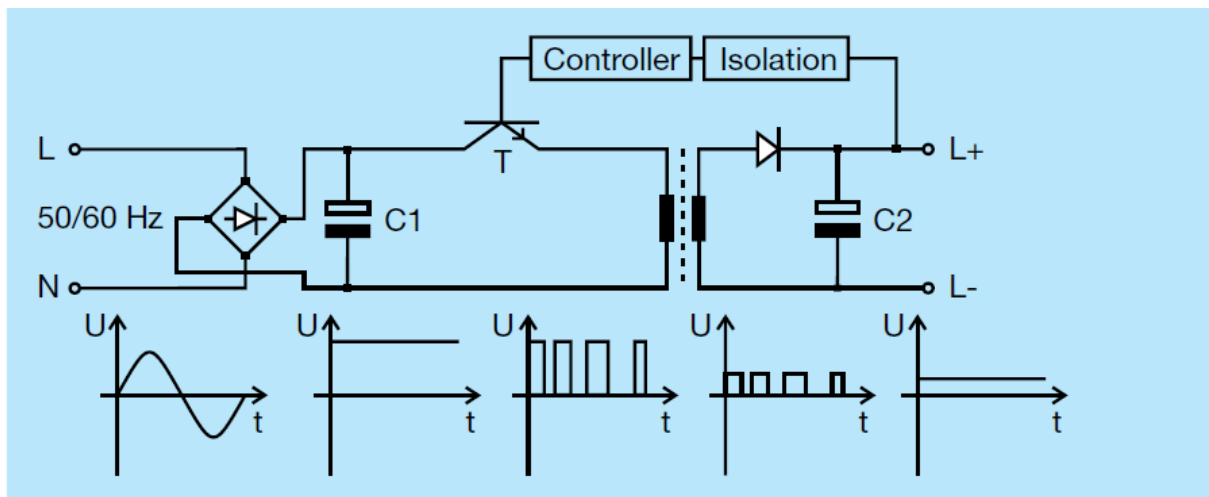 Controller Isolation
L T L+
50/60 Hz C1 C2
N L-
U U U U U
t t t t t